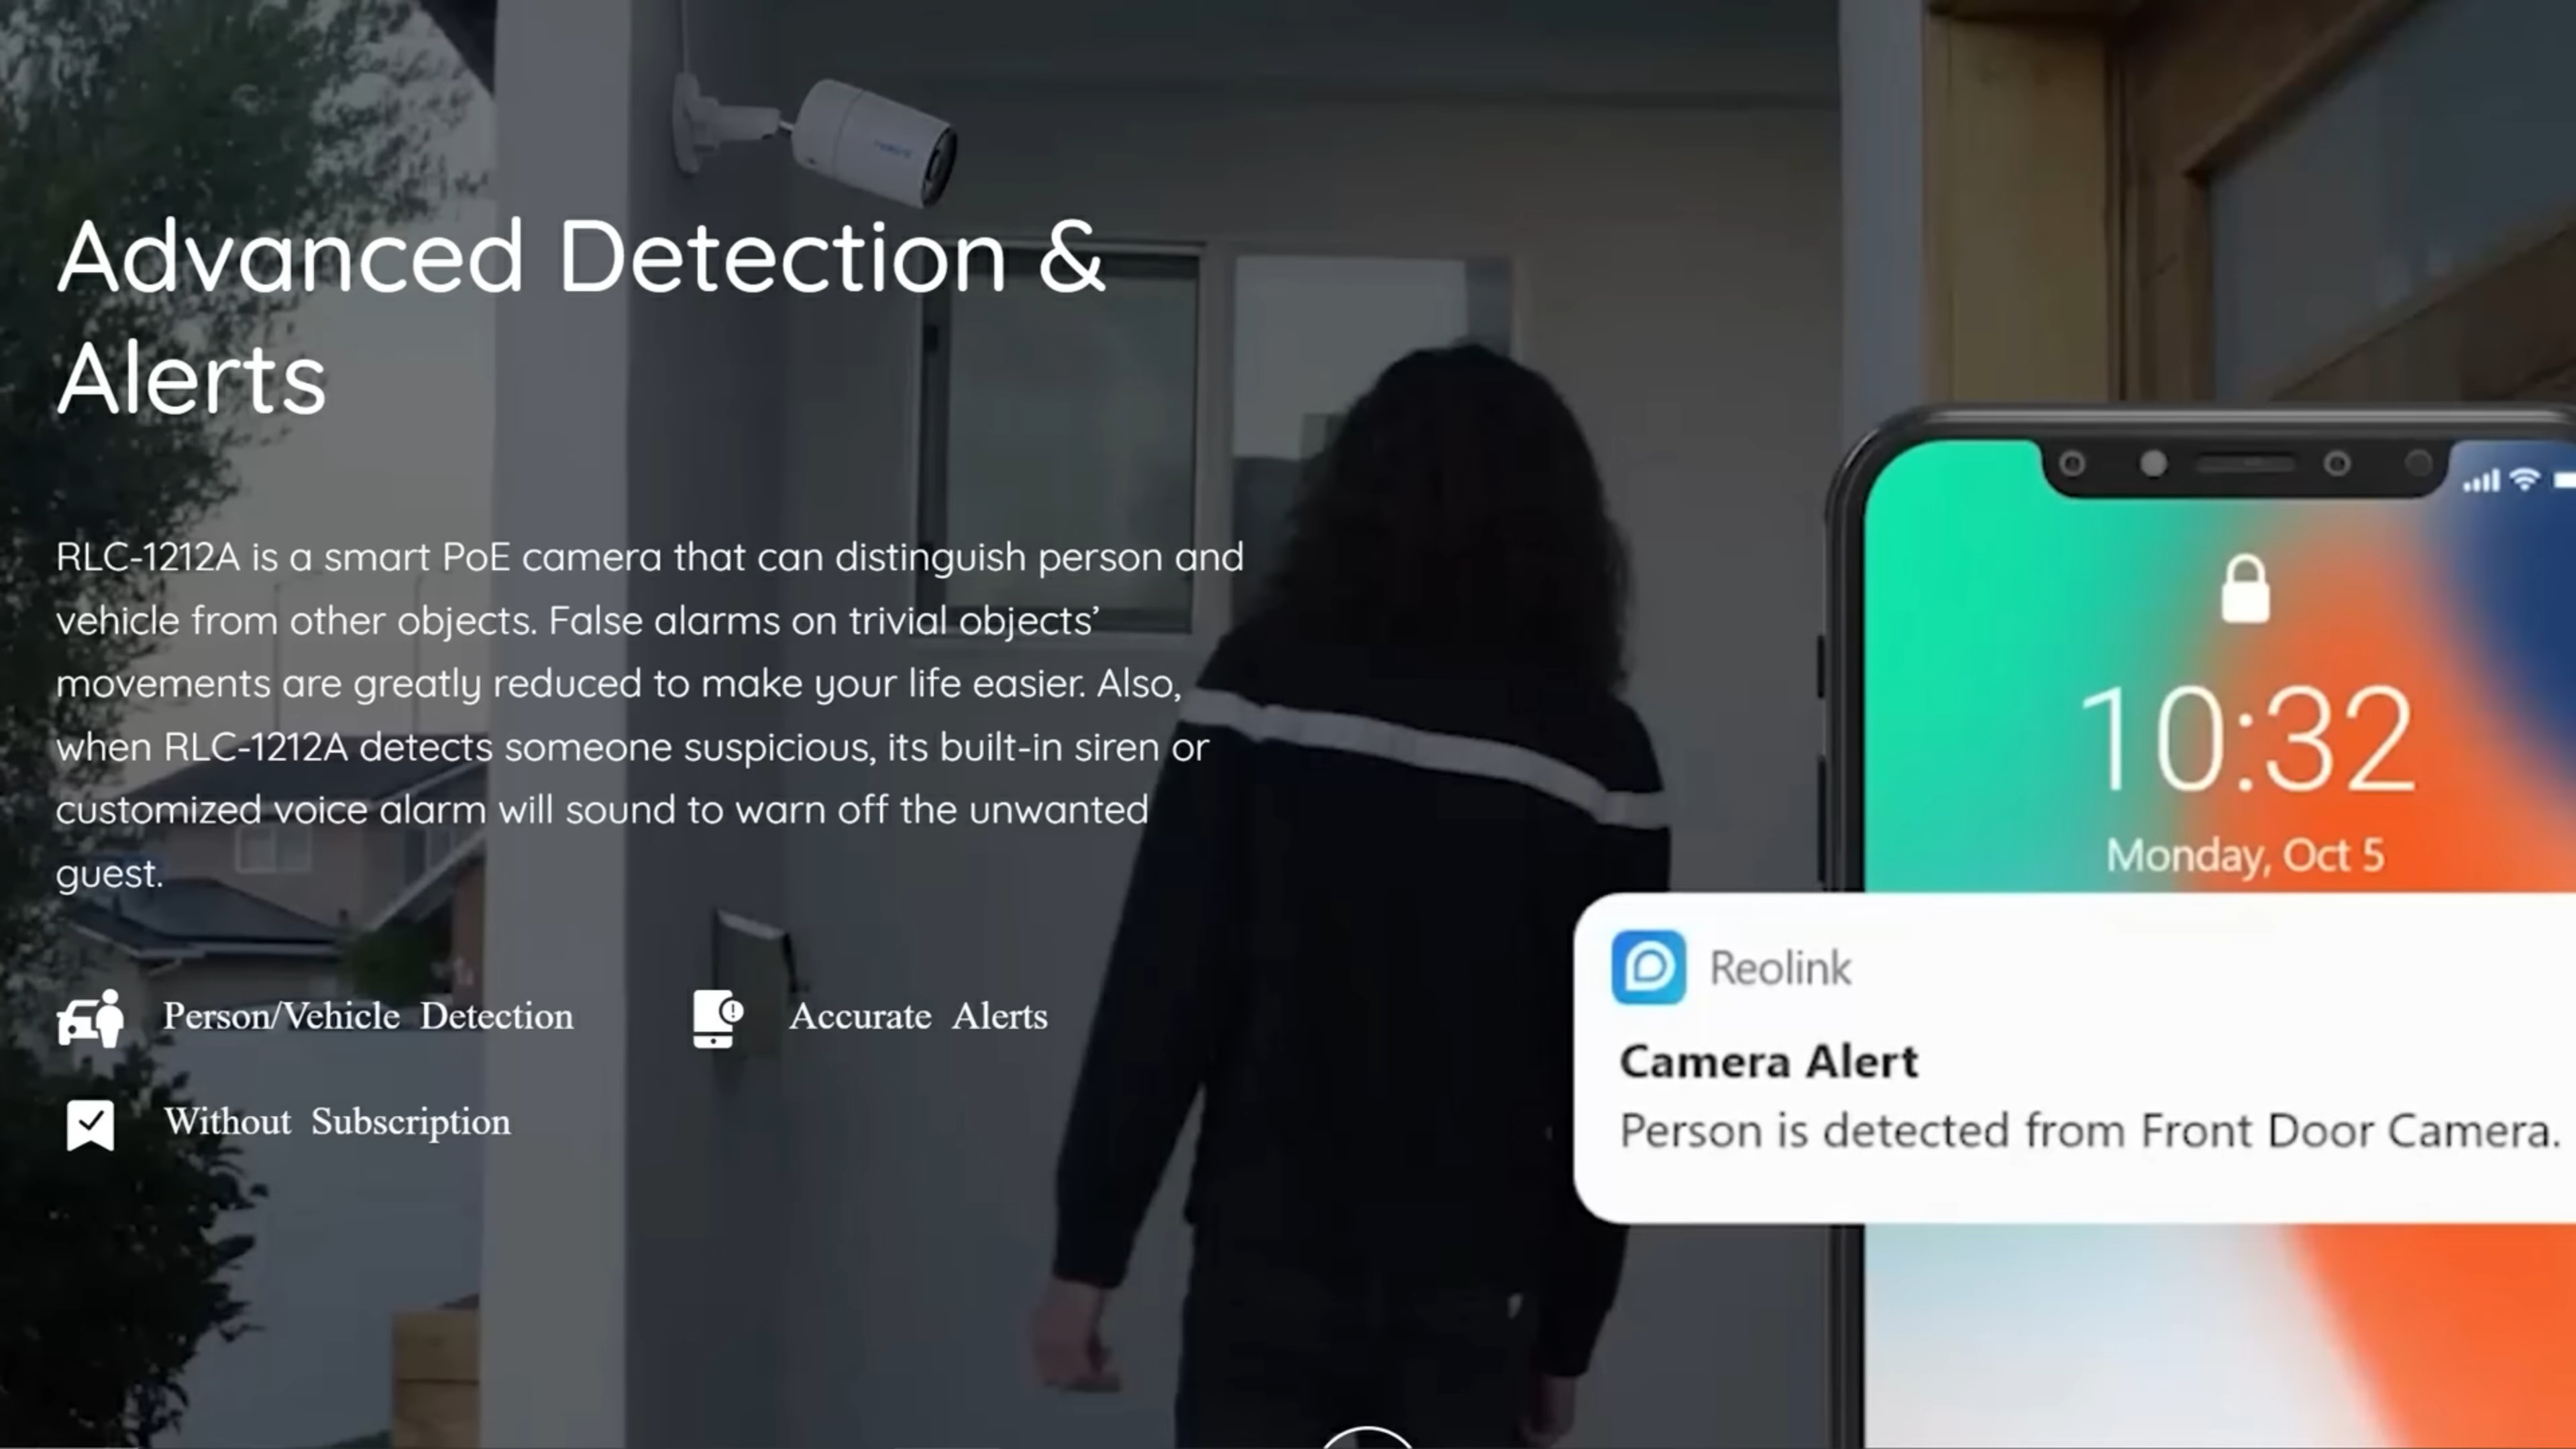 Advanced Detection &
Alerts
RLC-1212A is a smart PoE camera that can distinguish person and
vehicle from other objects. False alarms on trivial objects’
movements are greatly reduced to make your life easier. Also,
when RLC-1212A detects someone suspicious, its built-in siren or
customized voice alarm will sound to warn off the unwanted
guest.
Person/Vehicle Detection
Accurate Alerts
Without Subscription
10:32
Monday, Oct 5
Reolink
Camera Alert
Person is detected from Front Door Camera.